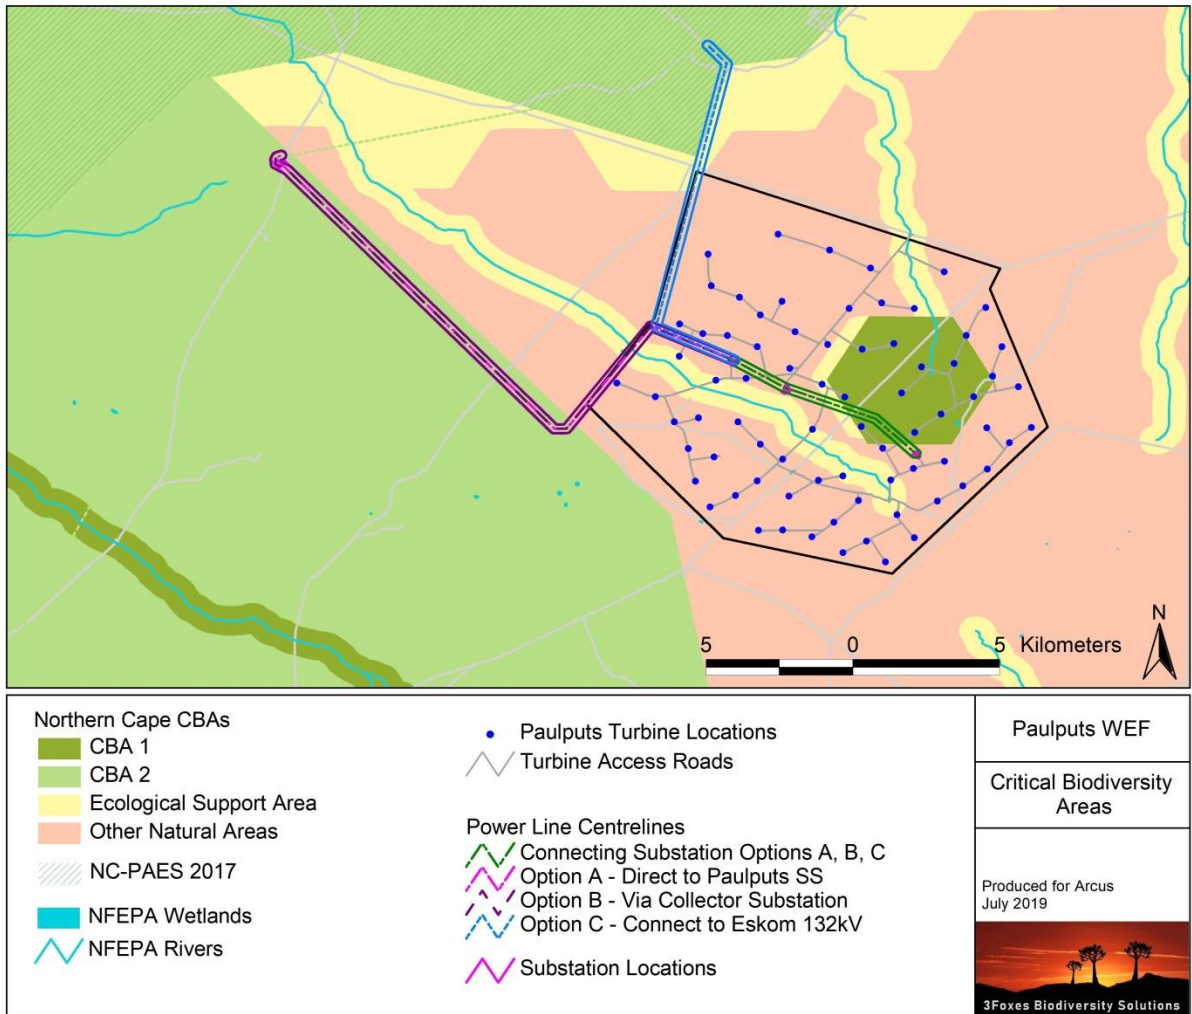 N
5 0 5 Kilometers
Northern Cape CBAs
CBA 1
CBA 2
Ecological Support Area
Other Natural Areas
NC-PAES 2017
NFEPA Wetlands
NFEPA Rivers
Paulputs Turbine Locations
Turbine Access Roads
Power Line Centrelines
Connecting Substation Options A, B, C
Option A - Direct to Paulputs SS
Option B - Via Collector Substation
Option C - Connect to Eskom 132kV
Substation Locations
Paulputs WEF
Critical Biodiversity
Areas
Produced for Arcus
July 2019
3Foxes Biodiversity Solutions